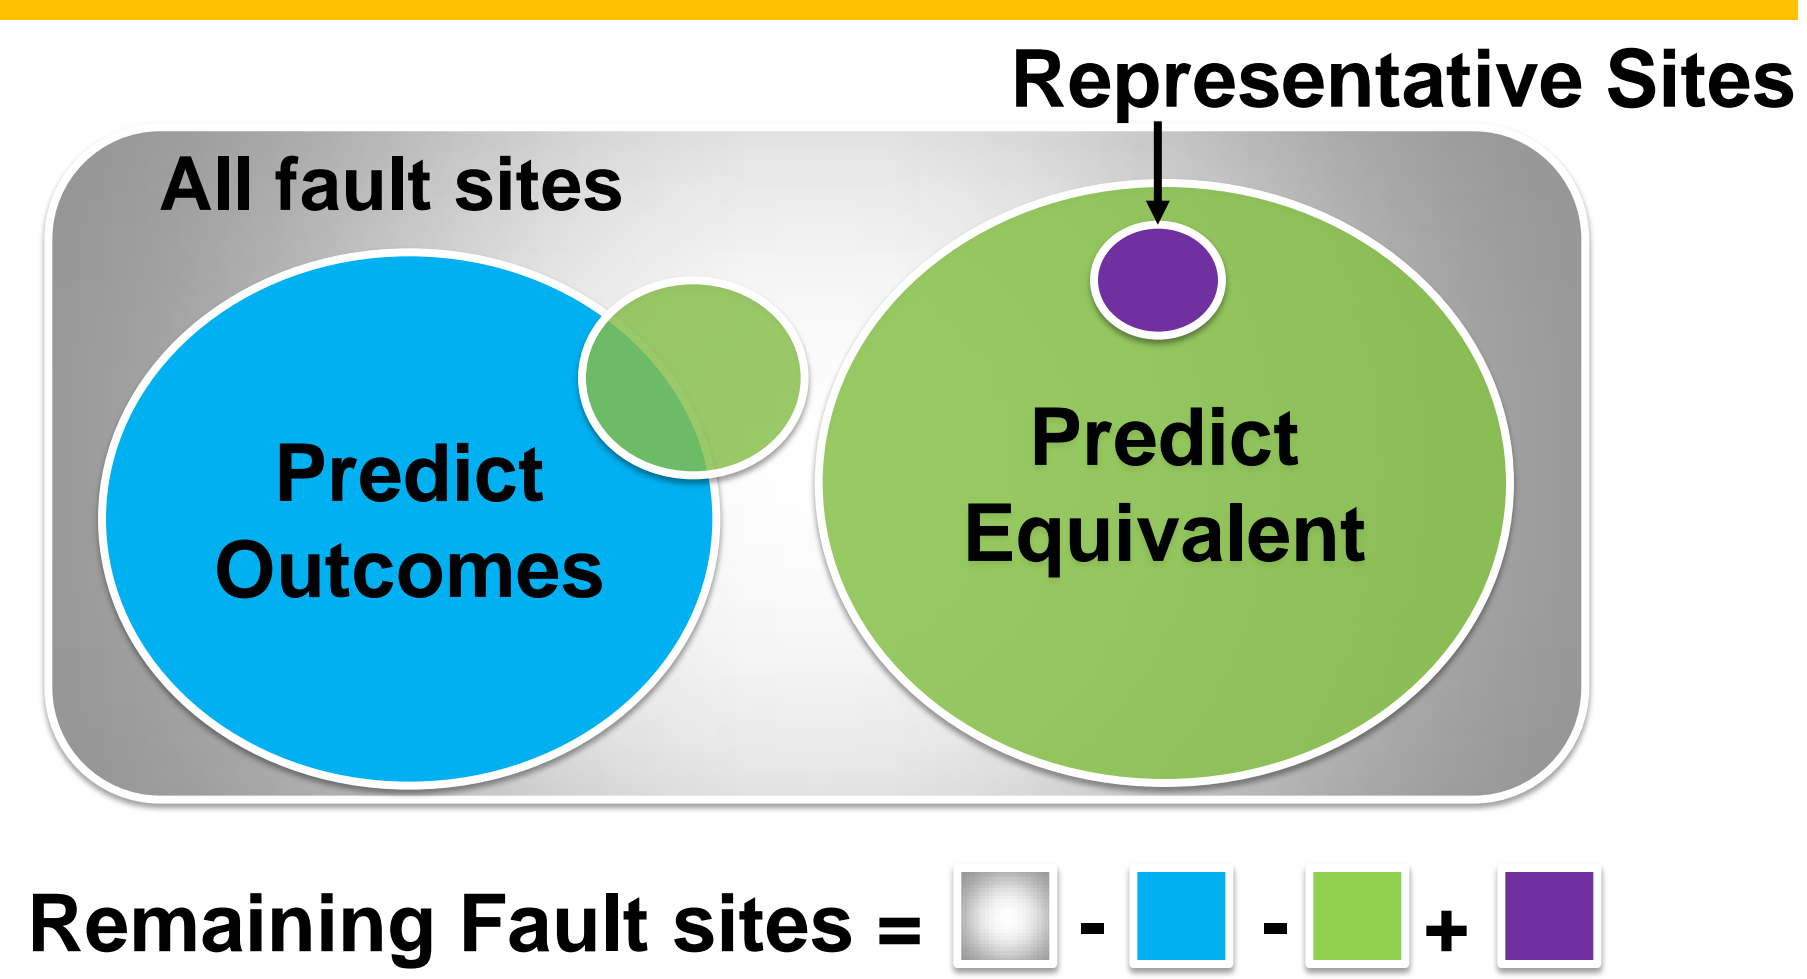 Representative Sites
All fault sites
Predict
Outcomes
Predict
Equivalent
Remaining Fault sites = - - +